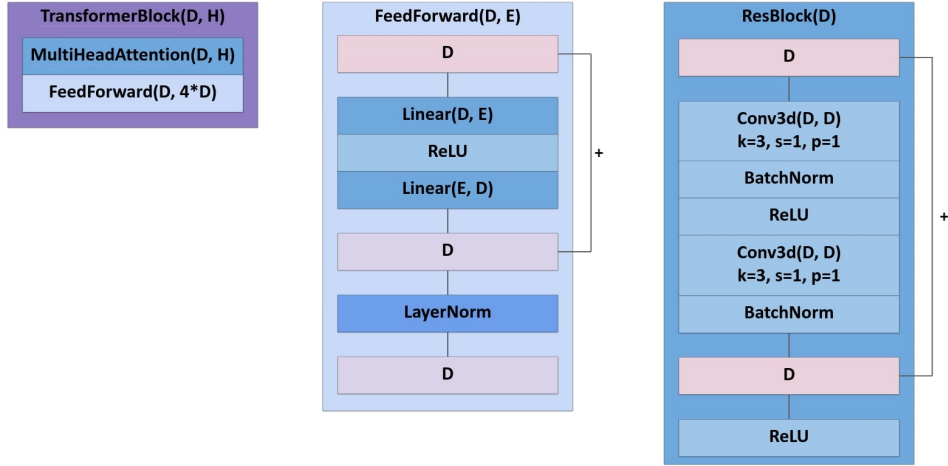 TransformerBlock(D, H)
MultiHeadAttention(D, H)
FeedForward(D, 4*D)
FeedForward(D, E)
D
Linear(D, E)
ReLU
Linear(E, D)
+
D
LayerNorm
D
ResBlock(D)
D
Conv3d(D, D)
k=3, s=1, p=1
BatchNorm
ReLU
+
Conv3d(D, D)
k=3, s=1, p=1
BatchNorm
D
ReLU